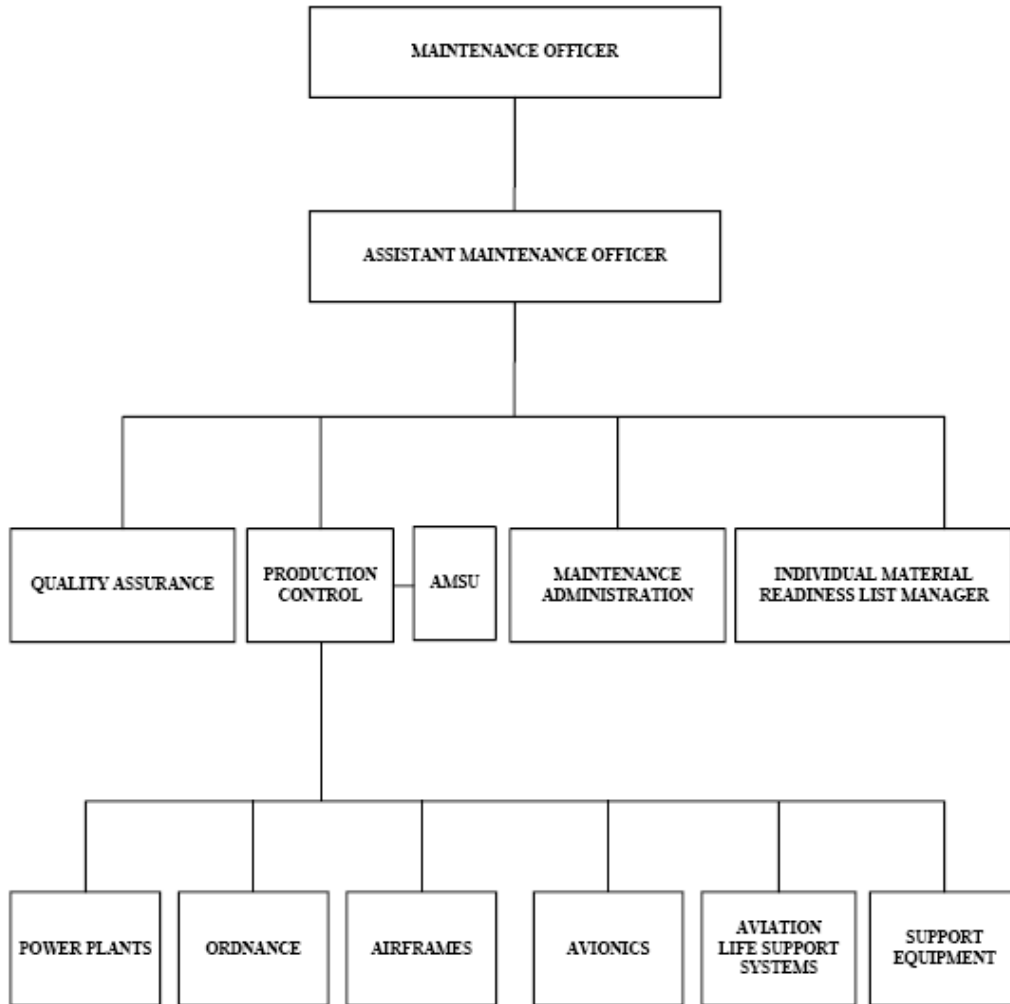 MAINTENANCE OFFICER
ASSISTANT MAINTENANCE OFFICER
QUALITY ASSURANCE
PRODUCTION
CONTROL
AMSU
MAINTENANCE
ADMINISTRATION
INDIVIDUAL MATERIAL
READINESS LIST MANAGER
POWER PLANTS
ORDNANCE
AIRFRAMES
AVIONICS
AVIATION
LIFE SUPPORT
SYSTEMS
SUPPORT
EQUIPMENT